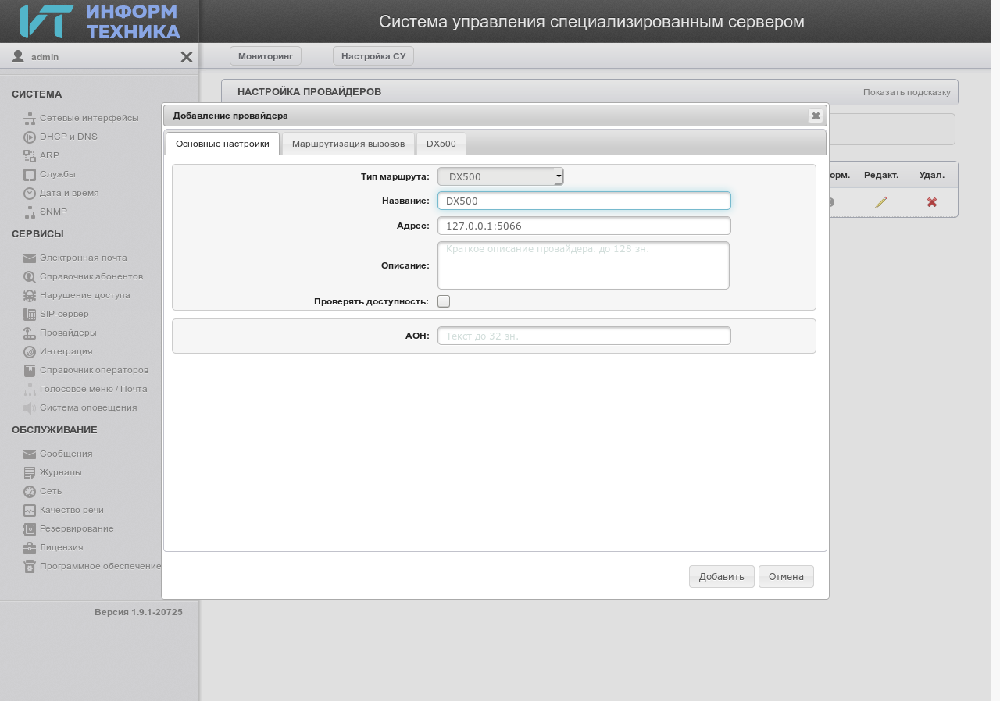 ИНФОРМ
ТЕХНИКА
Система управления специализированным сервером
admin
Мониторинг
Настройка СУ
СИСТЕМА
Сетевые интерфейсы
DHCP и DNS
ARP
Службы
Дата и время
SNMP
СЕРВИСЫ
Электронная почта
Справочник абонентов
Нарушение доступа
SIP-сервер
Провайдеры
Интеграция
Справочник операторов
Голосовое меню / Почта
Система оповещения
ОБСЛУЖИВАНИЕ
Сообщения
Журналы
Сеть
Качество речи
Резервирование
Лицензия
Программное обеспечение
Версия 1.9.1-20725
НАСТРОЙКА ПРОВАЙДЕРОВ
Показать подсказку
орм. Редакт. Удал.
Добавление провайдера
Основные настройки Маршрутизация вызовов DX500
Тип маршрута: DX500
Название: DX500
Адрес: 127.0.0.1:5066
Описание: Краткое описание провайдера. до 128 зн.
Проверять доступность:
АОН: Текст до 32 зн.
Добавить Отмена